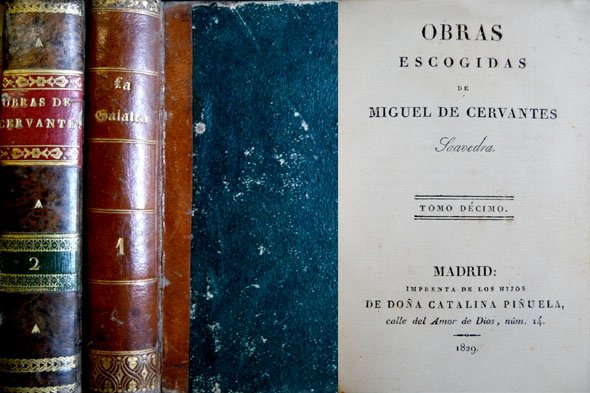 OBRAS DE
CERVANTE
2
La
Galatea
1
OBRAS
ESCOGIDAS
DE
MIGUEL DE CERVANTES
Saavedra.
TOMO DÉCIMO.
MADRID:
IMPRENTA DE LOS HIJOS
DE DOÑA CATALINA PIÑUELA,
calle del Amor de Dios, núm. 14.
1829.